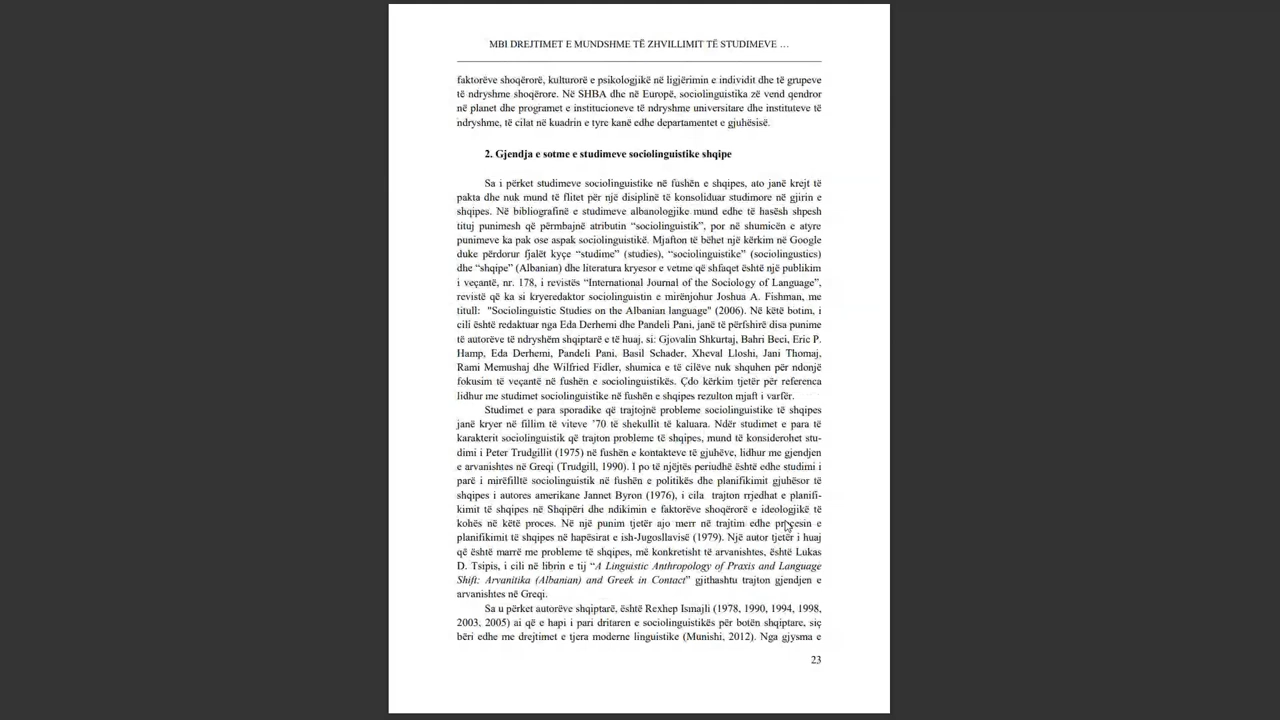 MBI DREJTIMET E MUNDSHME TË ZHVILLIMIT TË STUDIMEVE …
faktorëve shoqërorë, kulturorë e psikologjikë në ligjërimin e individit dhe të grupeve
të ndryshme shoqërore. Në SHBA dhe në Europë, sociolinguistika zë vend qendror
në planet dhe programet e institucioneve të ndryshme universitare dhe instituteve të
ndryshme, të cilat në kuadrin e tyre kanë edhe departamentet e gjuhësisë.
2. Gjendja e sotme e studimeve sociolinguistike shqipe
Sa i përket studimeve sociolinguistike në fushën e shqipes, ato janë krejt të
pakta dhe nuk mund të flitet për një disiplinë të konsoliduar studimore në gjirin e
shqipes. Në bibliografinë e studimeve albanologjike mund edhe të hasësh shpesh
tituj punimesh që përmbajnë atributin “sociolinguistik”, por në shumicën e atyre
punimeve ka pak ose aspak sociolinguistikë. Mjafton të bëhet një kërkim në Google
duke përdorur fjalët kyçe “studime” (studies), “sociolinguistike” (sociolingustics)
dhe “shqipe” (Albanian) dhe literatura kryesor e vetme që shfaqet është një publikim
i veçantë, nr. 178, i revistës “International Journal of the Sociology of Language”,
revistë që ka si kryeredaktor sociolinguistin e mirënjohur Joshua A. Fishman, me
titull: "Sociolinguistic Studies on the Albanian language" (2006). Në këtë botim, i
cili është redaktuar nga Eda Derhemi dhe Pandeli Pani, janë të përfshirë disa punime
të autorëve të ndryshëm shqiptarë e të huaj, si: Gjovalin Shkurtaj, Bahri Beci, Eric P.
Hamp, Eda Derhemi, Pandeli Pani, Basil Schader, Xheval Lloshi, Jani Thomaj,
Rami Memushaj dhe Wilfried Fidler, shumica e të cilëve nuk shquhen për ndonjë
fokusim të veçantë në fushën e sociolinguistikës. Çdo kërkim tjetër për referenca
lidhur me studimet sociolinguistike në fushën e shqipes rezulton mjaft i varfër.
Studimet e para sporadike që trajtojnë probleme sociolinguistike të shqipes
janë kryer në fillim të viteve ’70 të shekullit të kaluara. Ndër studimet e para të
karakterit sociolinguistik që trajton probleme të shqipes, mund të konsiderohet stu-
dimi i Peter Trudgillit (1975) në fushën e kontakteve të gjuhëve, lidhur me gjendjen
e arvanishtes në Greqi (Trudgill, 1990). I po të njëjtës periudhë është edhe studimi i
parë i mirëfilltë sociolinguistik në fushën e politikës dhe planifikimit gjuhësor të
shqipes i autores amerikane Jannet Byron (1976), i cila trajton rrjedhat e planifi-
kimit të shqipes në Shqipëri dhe ndikimin e faktorëve shoqërorë e ideologjikë të
kohës në këtë proces. Në një punim tjetër ajo merr në trajtim edhe procesin e
planifikimit të shqipes në hapësirat e ish-Jugosllavisë (1979). Një autor tjetër i huaj
që është marrë me probleme të shqipes, më konkretisht të arvanishtes, është Lukas
D. Tsipis, i cili në librin e tij “A Linguistic Anthropology of Praxis and Language
Shift: Arvanitika (Albanian) and Greek in Contact” gjithashtu trajton gjendjen e
arvanishtes në Greqi.
Sa u përket autorëve shqiptarë, është Rexhep Ismajli (1978, 1990, 1994, 1998,
2003, 2005) ai që e hapi i pari dritaren e sociolinguistikës për botën shqiptare, siç
bëri edhe me drejtimet e tjera moderne linguistike (Munishi, 2012). Nga gjysma e
23